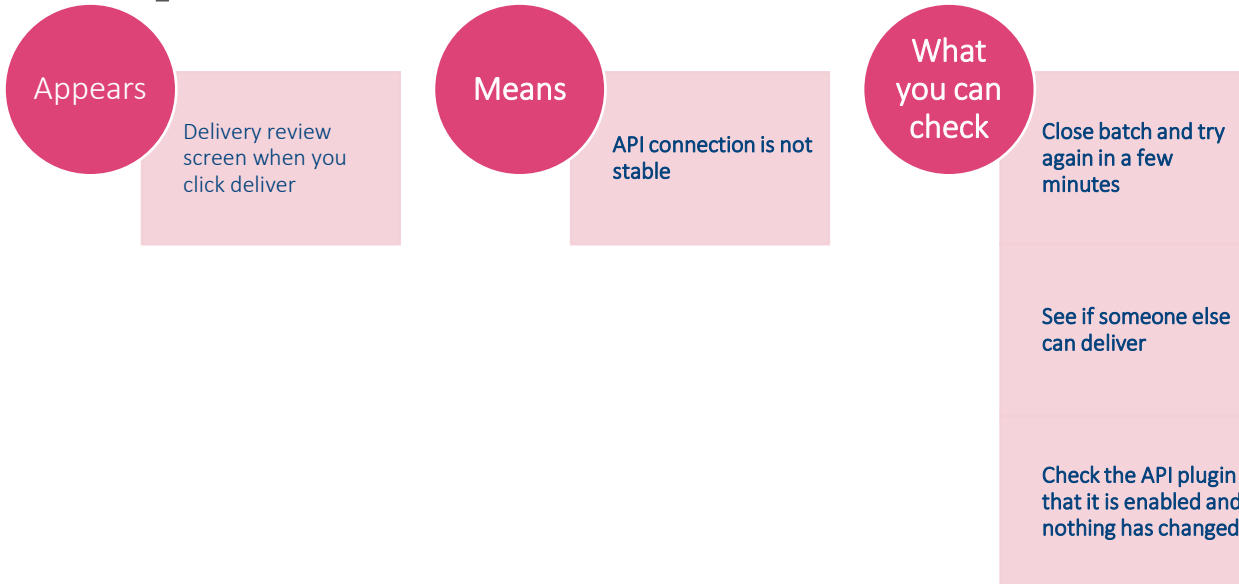 Appears
Delivery review
screen when you
click deliver
Means
API connection is not
stable
What
you can
check
Close batch and try
again in a few
minutes
See if someone else
can deliver
Check the API plugin
that it is enabled and
nothing has changed